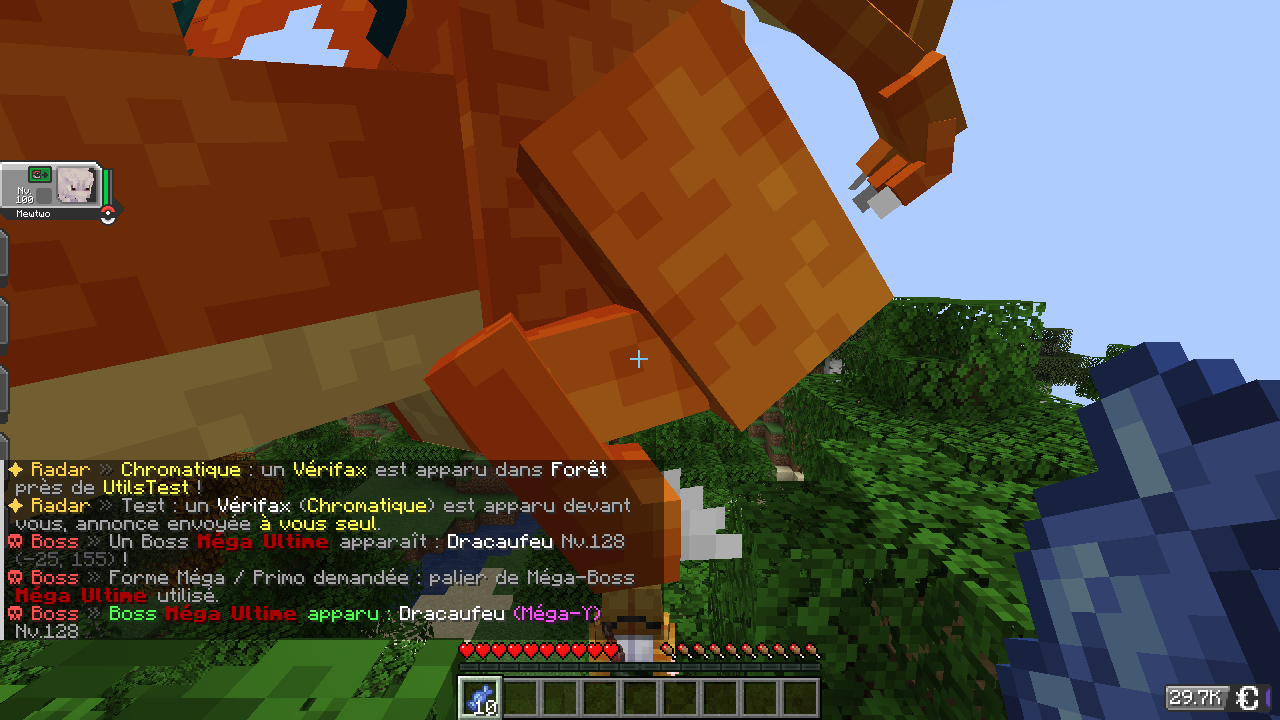 Nv.
100
Mewtwo
Radar » Chromatique : un Vérifax est apparu dans Forêt
près de UtilsTest !
Radar » Test : un Vérifax (Chromatique) est apparu devant
vous, annonce envoyée à vous seul.
Boss » Un Boss Méga Ultime apparaît : Dracaufeu Nv.128
(-25, 155) !
Boss » Forme Méga / Primo demandée : palier de Méga-Boss
Méga Ultime utilisé.
Boss » Boss Méga Ultime apparu : Dracaufeu (Méga-Y)
Nv.128
10
29.7K €